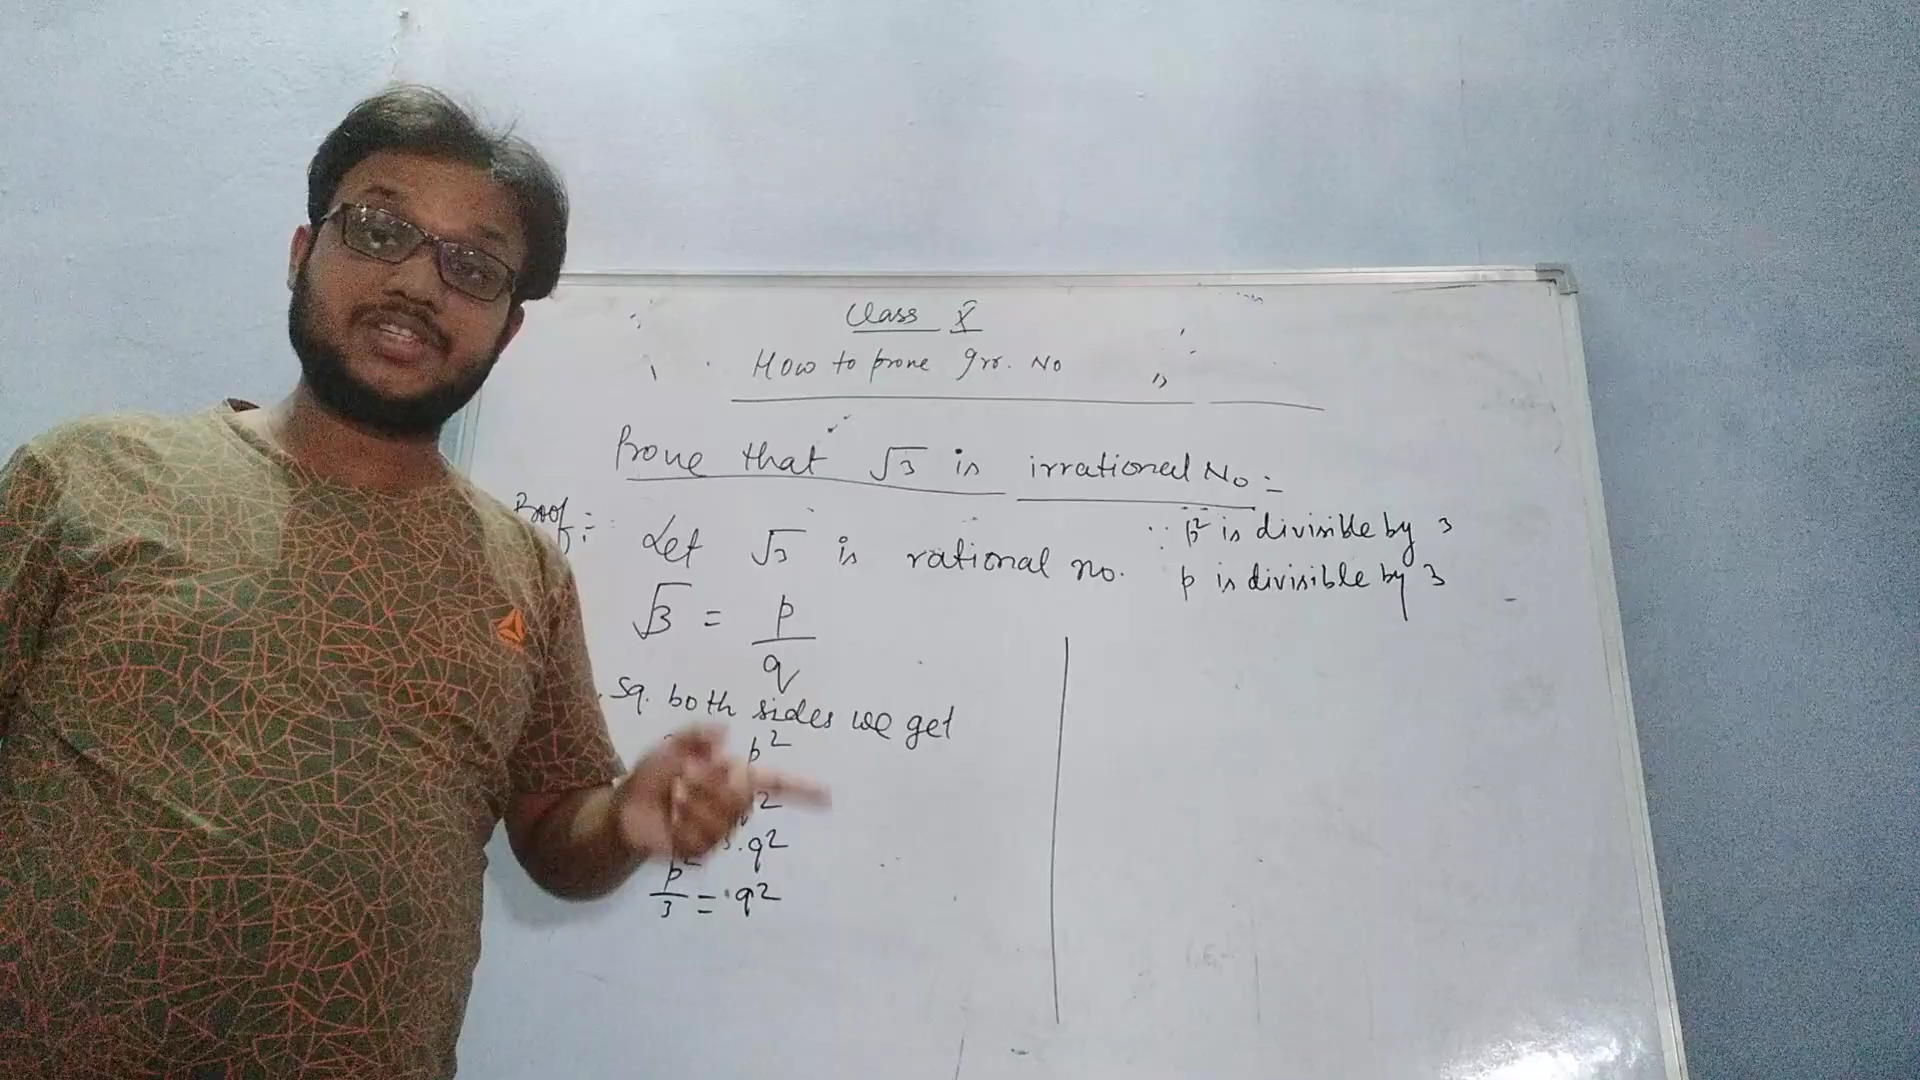 Class X
How to prove Irr. No
Prove that √3 is irrational No:-
Proof:-
Let √3 is rational no.
√3 = p/q
Sq. both sides we get
p²
2
3.q²
p²/3 = q²
∵ p² is divisible by 3
p is divisible by 3